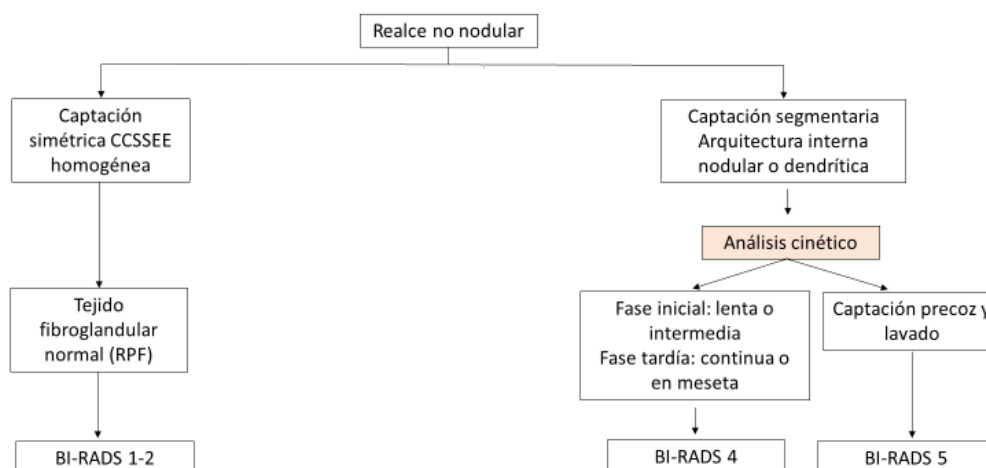 Realce no nodular
Captación
simétrica CCSSEE
homogénea
Captación segmentaria
Arquitectura interna
nodular o dendrítica
Análisis cinético
Tejido
fibroglandular
normal (RPF)
Fase inicial: lenta o
intermedia
Fase tardía: continua o
en meseta
Captación precoz y
lavado
BI-RADS 1-2
BI-RADS 4
BI-RADS 5